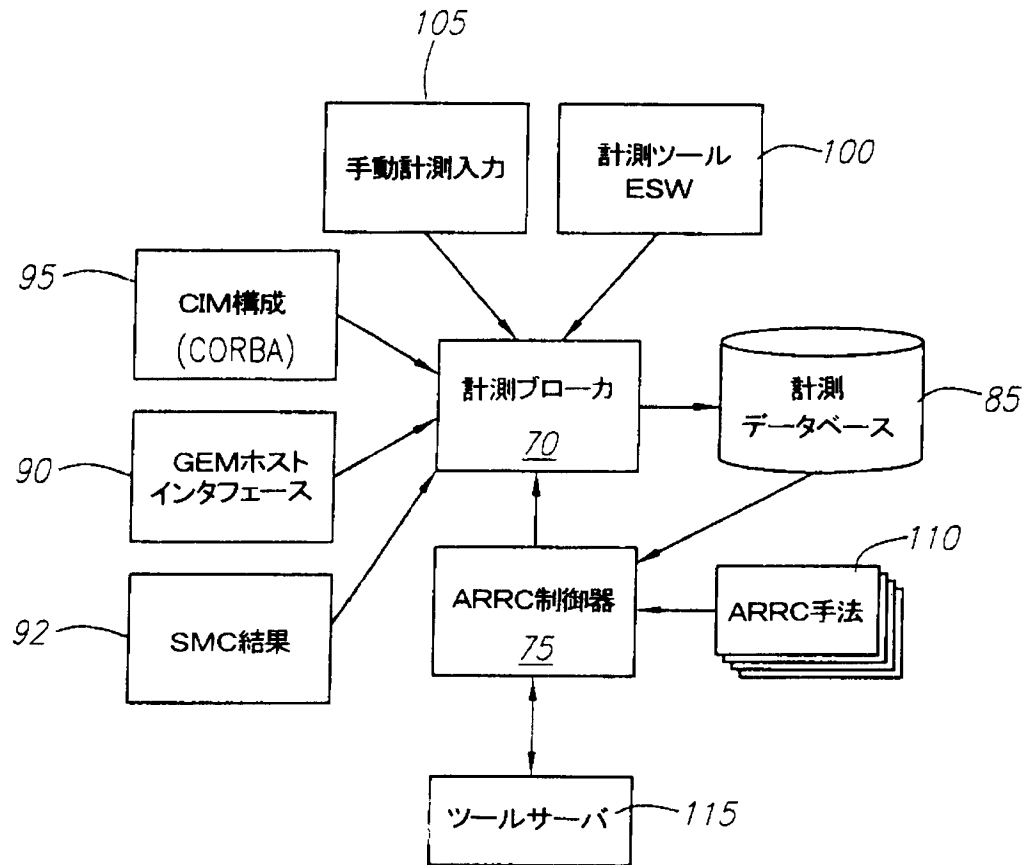 105
手動計測入力
計測ツール
ESW
100
95
CIM構成
(CORBA)
計測ブローカ
70
計測
データベース
85
90
GEMホスト
インタフェース
110
ARRC制御器
75
ARRC手法
92
SMC結果
ツールサーバ
115